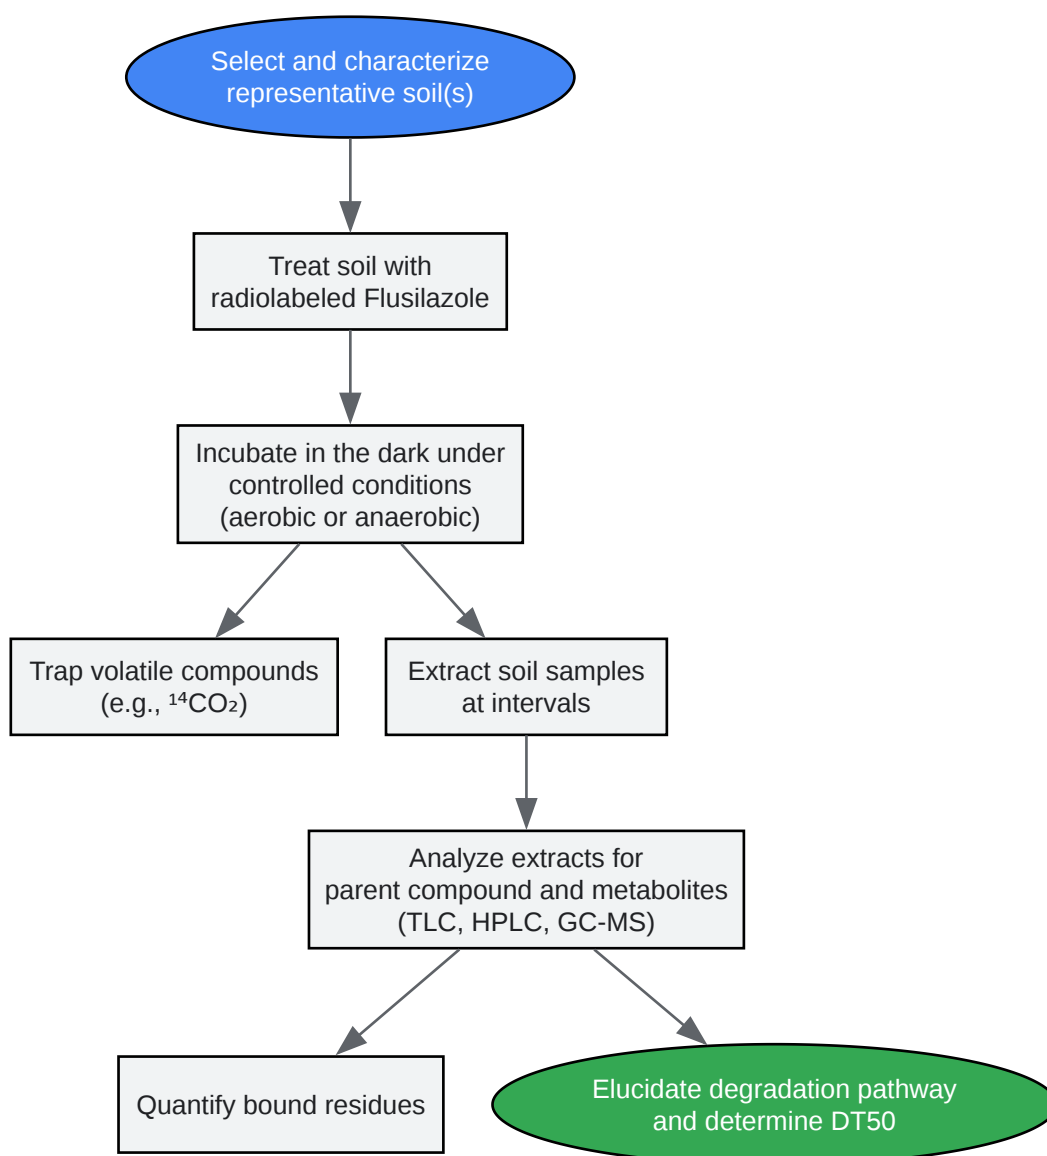 Select and characterize
representative soil(s)
Treat soil with
radiolabeled Flusilazole
Incubate in the dark under
controlled conditions
(aerobic or anaerobic)
Trap volatile compounds
(e.g., ¹⁴CO₂)
Extract soil samples
at intervals
Analyze extracts for
parent compound and metabolites
(TLC, HPLC, GC-MS)
Quantify bound residues
Elucidate degradation pathway
and determine DT50